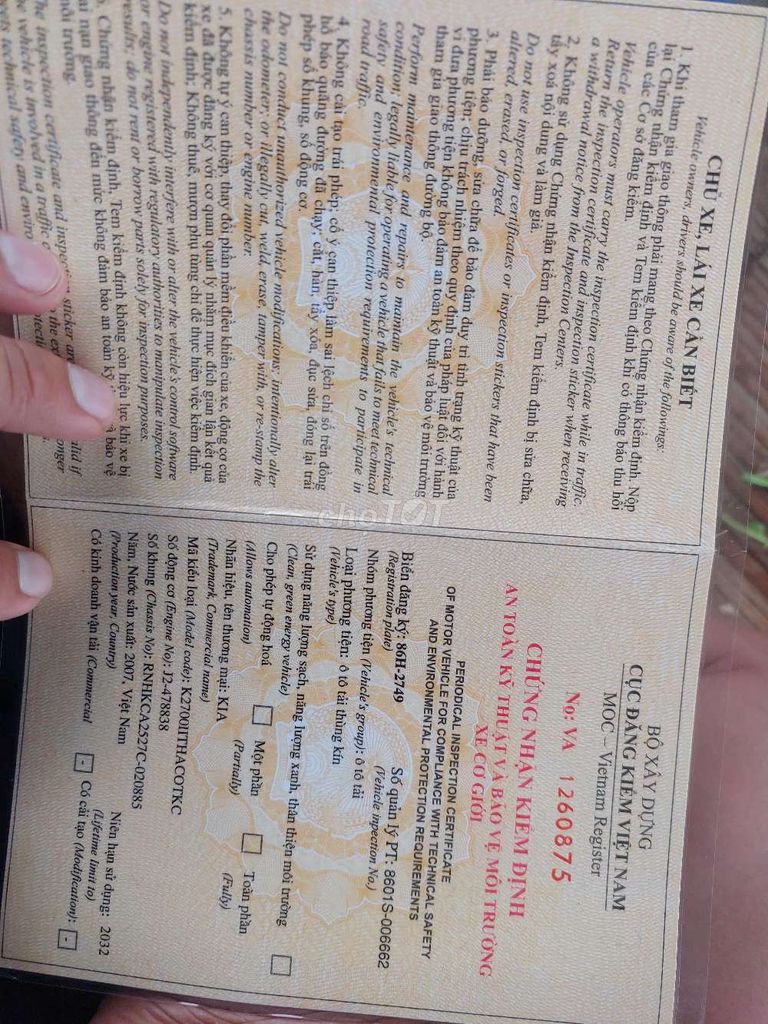 CHỦ XE, LÁI XE CẦN BIẾT
Vehicle owners, drivers should be aware of the followings:
1. Khi tham gia giao thông phải mang theo Chứng nhận kiểm định. Nộp
lại Chứng nhận kiểm định và Tem kiểm định khi có thông báo thu hồi
của các Cơ sở đăng kiểm.
Vehicle operators must carry the inspection certificate while in traffic.
Return the inspection certificate and inspection sticker when receiving
a withdrawal notice from the Inspection Centers.
2. Không sử dụng Chứng nhận kiểm định, Tem kiểm định bị sửa chữa,
tẩy xoá nội dung và làm giả.
Do not use inspection certificates or inspection stickers that have been
altered, erased, or forged.
3. Phải bảo dưỡng, sửa chữa để bảo đảm duy trì tình trạng kỹ thuật của
phương tiện; chịu trách nhiệm theo quy định của pháp luật đối với hành
vi đưa phương tiện không bảo đảm an toàn kỹ thuật và bảo vệ môi trường
tham gia giao thông đường bộ.
Perform maintenance and repairs to maintain the vehicle's technical
condition; legally liable for operating a vehicle that fails to meet technical
safety and environmental protection requirements to participate in
road traffic.
4. Không cải tạo trái phép; cố ý can thiệp làm sai lệch chỉ số trên đồng
hồ báo quãng đường đã chạy; cắt, hàn, tẩy xóa, đục sửa, đóng lại trái
phép số khung, số động cơ.
Do not conduct unauthorized vehicle modifications; intentionally alter
the odometer; or illegally cut, weld, erase, tamper with, or re-stamp the
chassis number or engine number.
5. Không tự ý can thiệp, thay đổi phần mềm điều khiển của xe, động cơ của
xe đã được đăng ký với cơ quan quản lý nhằm mục đích gian lận kết quả
kiểm định; Không thuê, mượn phụ tùng chỉ để thực hiện việc kiểm định.
Do not independently interfere with or alter the vehicle's control software
or engine registered with regulatory authorities to manipulate inspection
results; do not rent or borrow parts solely for inspection purposes.
6. Chứng nhận kiểm định, Tem kiểm định không còn hiệu lực khi xe bị
tai nạn giao thông đến mức không đảm bảo an toàn kỹ và bảo vệ
môi trường.
The inspection certificate and sticker are if
the vehicle is involved in a traffic longer
technical safety and
BỘ XÂY DỰNG
CỤC ĐĂNG KIỂM VIỆT NAM
MOC – Vietnam Register
No: VA 1260875
CHỨNG NHẬN KIỂM ĐỊNH
AN TOÀN KỸ THUẬT VÀ BẢO VỆ MÔI TRƯỜNG
XE CƠ GIỚI
PERIODICAL INSPECTION CERTIFICATE
OF MOTOR VEHICLE FOR COMPLIANCE WITH TECHNICAL SAFETY
AND ENVIRONMENTAL PROTECTION REQUIREMENTS
Biển đăng ký: 86H-2749 Số quản lý PT: 8601S-006662
(Registration plate) (Vehicle inpection No.)
Nhóm phương tiện (Vehicle's group): ô tô tải
Loại phương tiện: ô tô tải thùng kín
(Vehicle's type)
Sử dụng năng lượng sạch, năng lượng xanh, thân thiện môi trường
(Clean, green energy vehicle)
Cho phép tự động hoá Một phần Toàn phần
(Allows automation) (Partially) (Fully)
Nhãn hiệu, tên thương mại: KIA
(Trademark, Commercial name)
Mã kiểu loại (Model code): K2700IITHACOTKC
Số động cơ (Engine No): J2-478838
Số khung (Chassis No): RNHKCA2527C-020885
Năm, Nước sản xuất: 2007, Việt Nam Niên hạn sử dụng: 2032
(Production year, Country) (Lifetime limit to)
Có kinh doanh vận tải (Commercial - Có cải tạo (Modification): -
choTỐT